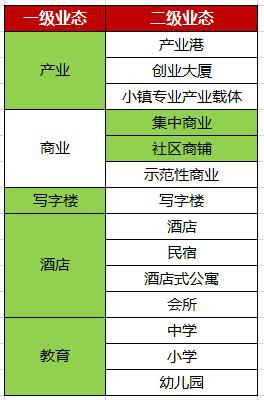 一级业态 二级业态
产业港
产业 创业大厦
小镇专业产业载体
集中商业
商业 社区商铺
示范性商业
写字楼 写字楼
酒店
民宿
酒店 酒店式公寓
会所
中学
教育 小学
幼儿园